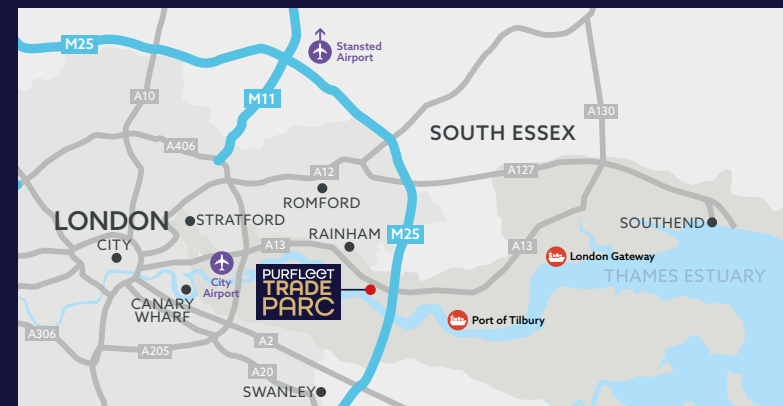 M25
Stansted
Airport
A10
M11
A130
SOUTH ESSEX
A406
A12
A127
ROMFORD
LONDON
STRATFORD
SOUTHEND
CITY
RAINHAM
M25
A13
A13
London Gateway
City
Airport
PURFLEET
TRADE
PARC
THAMES ESTUARY
CANARY
WHARF
Port of Tilbury
A306
A205
A2
A20
SWANLEY